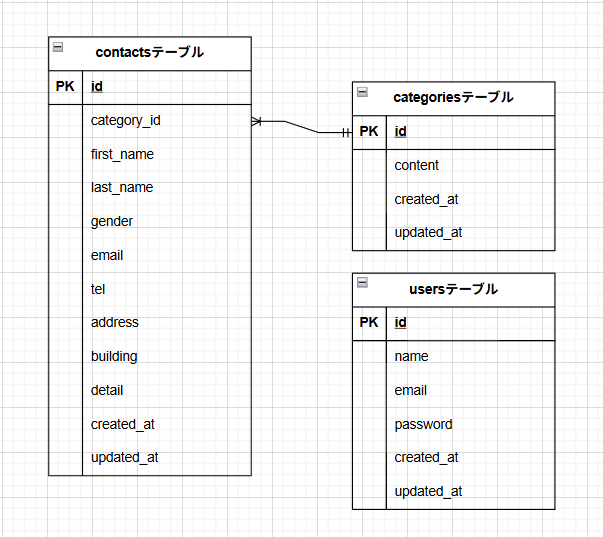 contactsテーブル
PK id
category_id
first_name
last_name
gender
email
tel
address
building
detail
created_at
updated_at
categoriesテーブル
PK id
content
created_at
updated_at
usersテーブル
PK id
name
email
password
created_at
updated_at